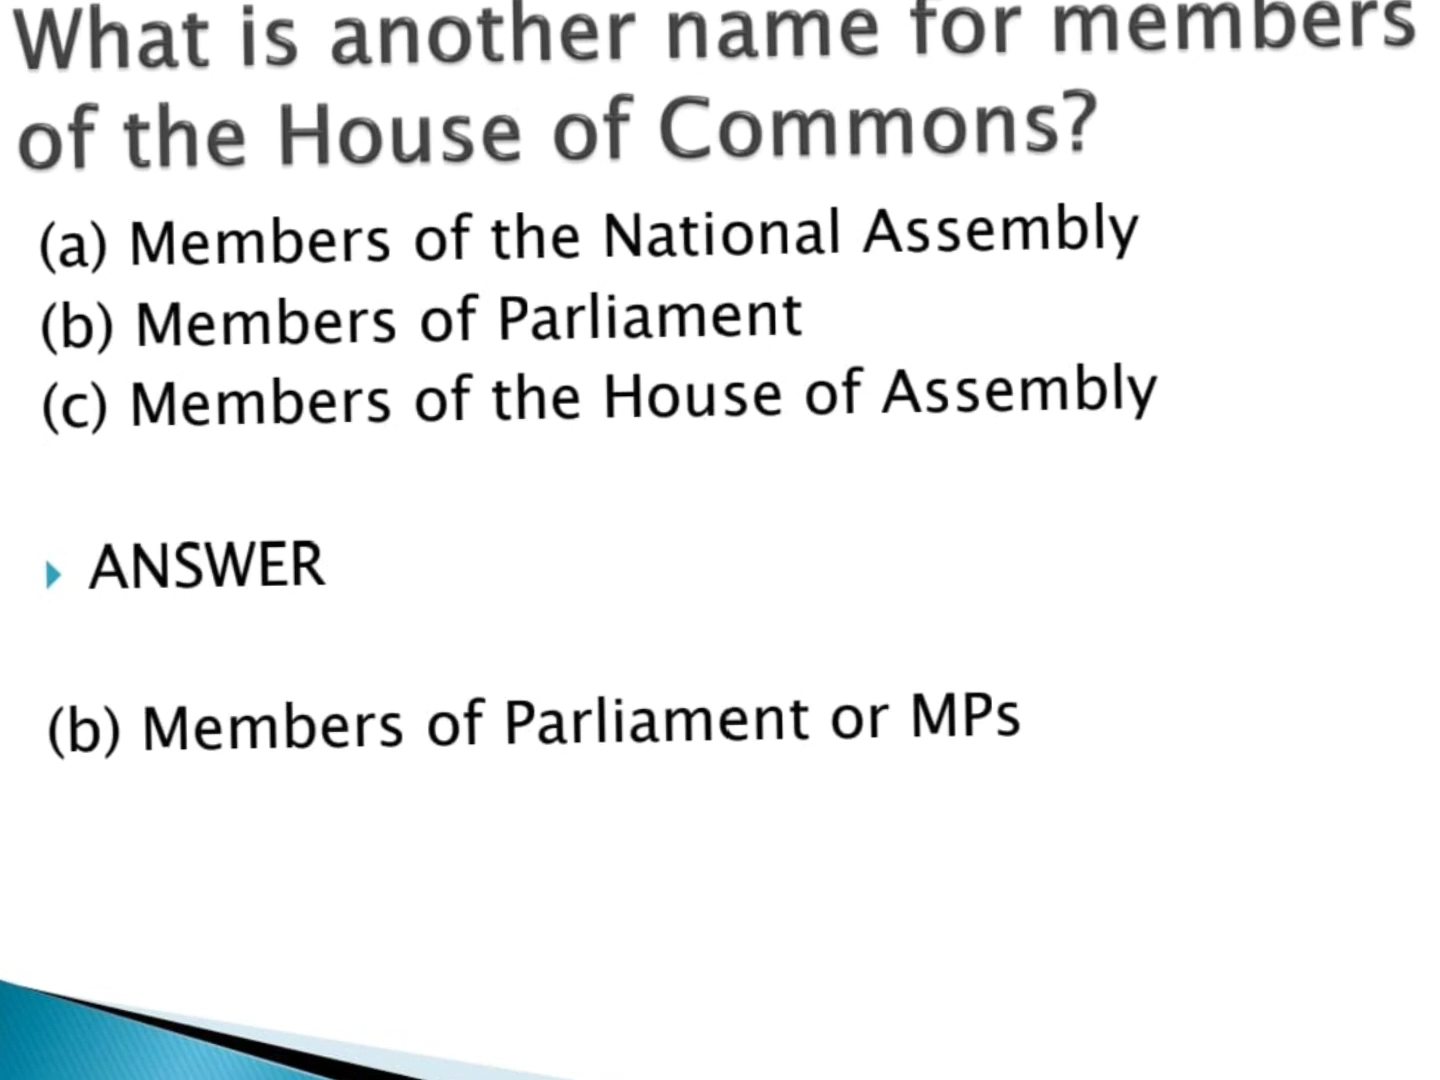 What is another name for members
of the House of Commons?
(a) Members of the National Assembly
(b) Members of Parliament
(c) Members of the House of Assembly
ANSWER
(b) Members of Parliament or MPs